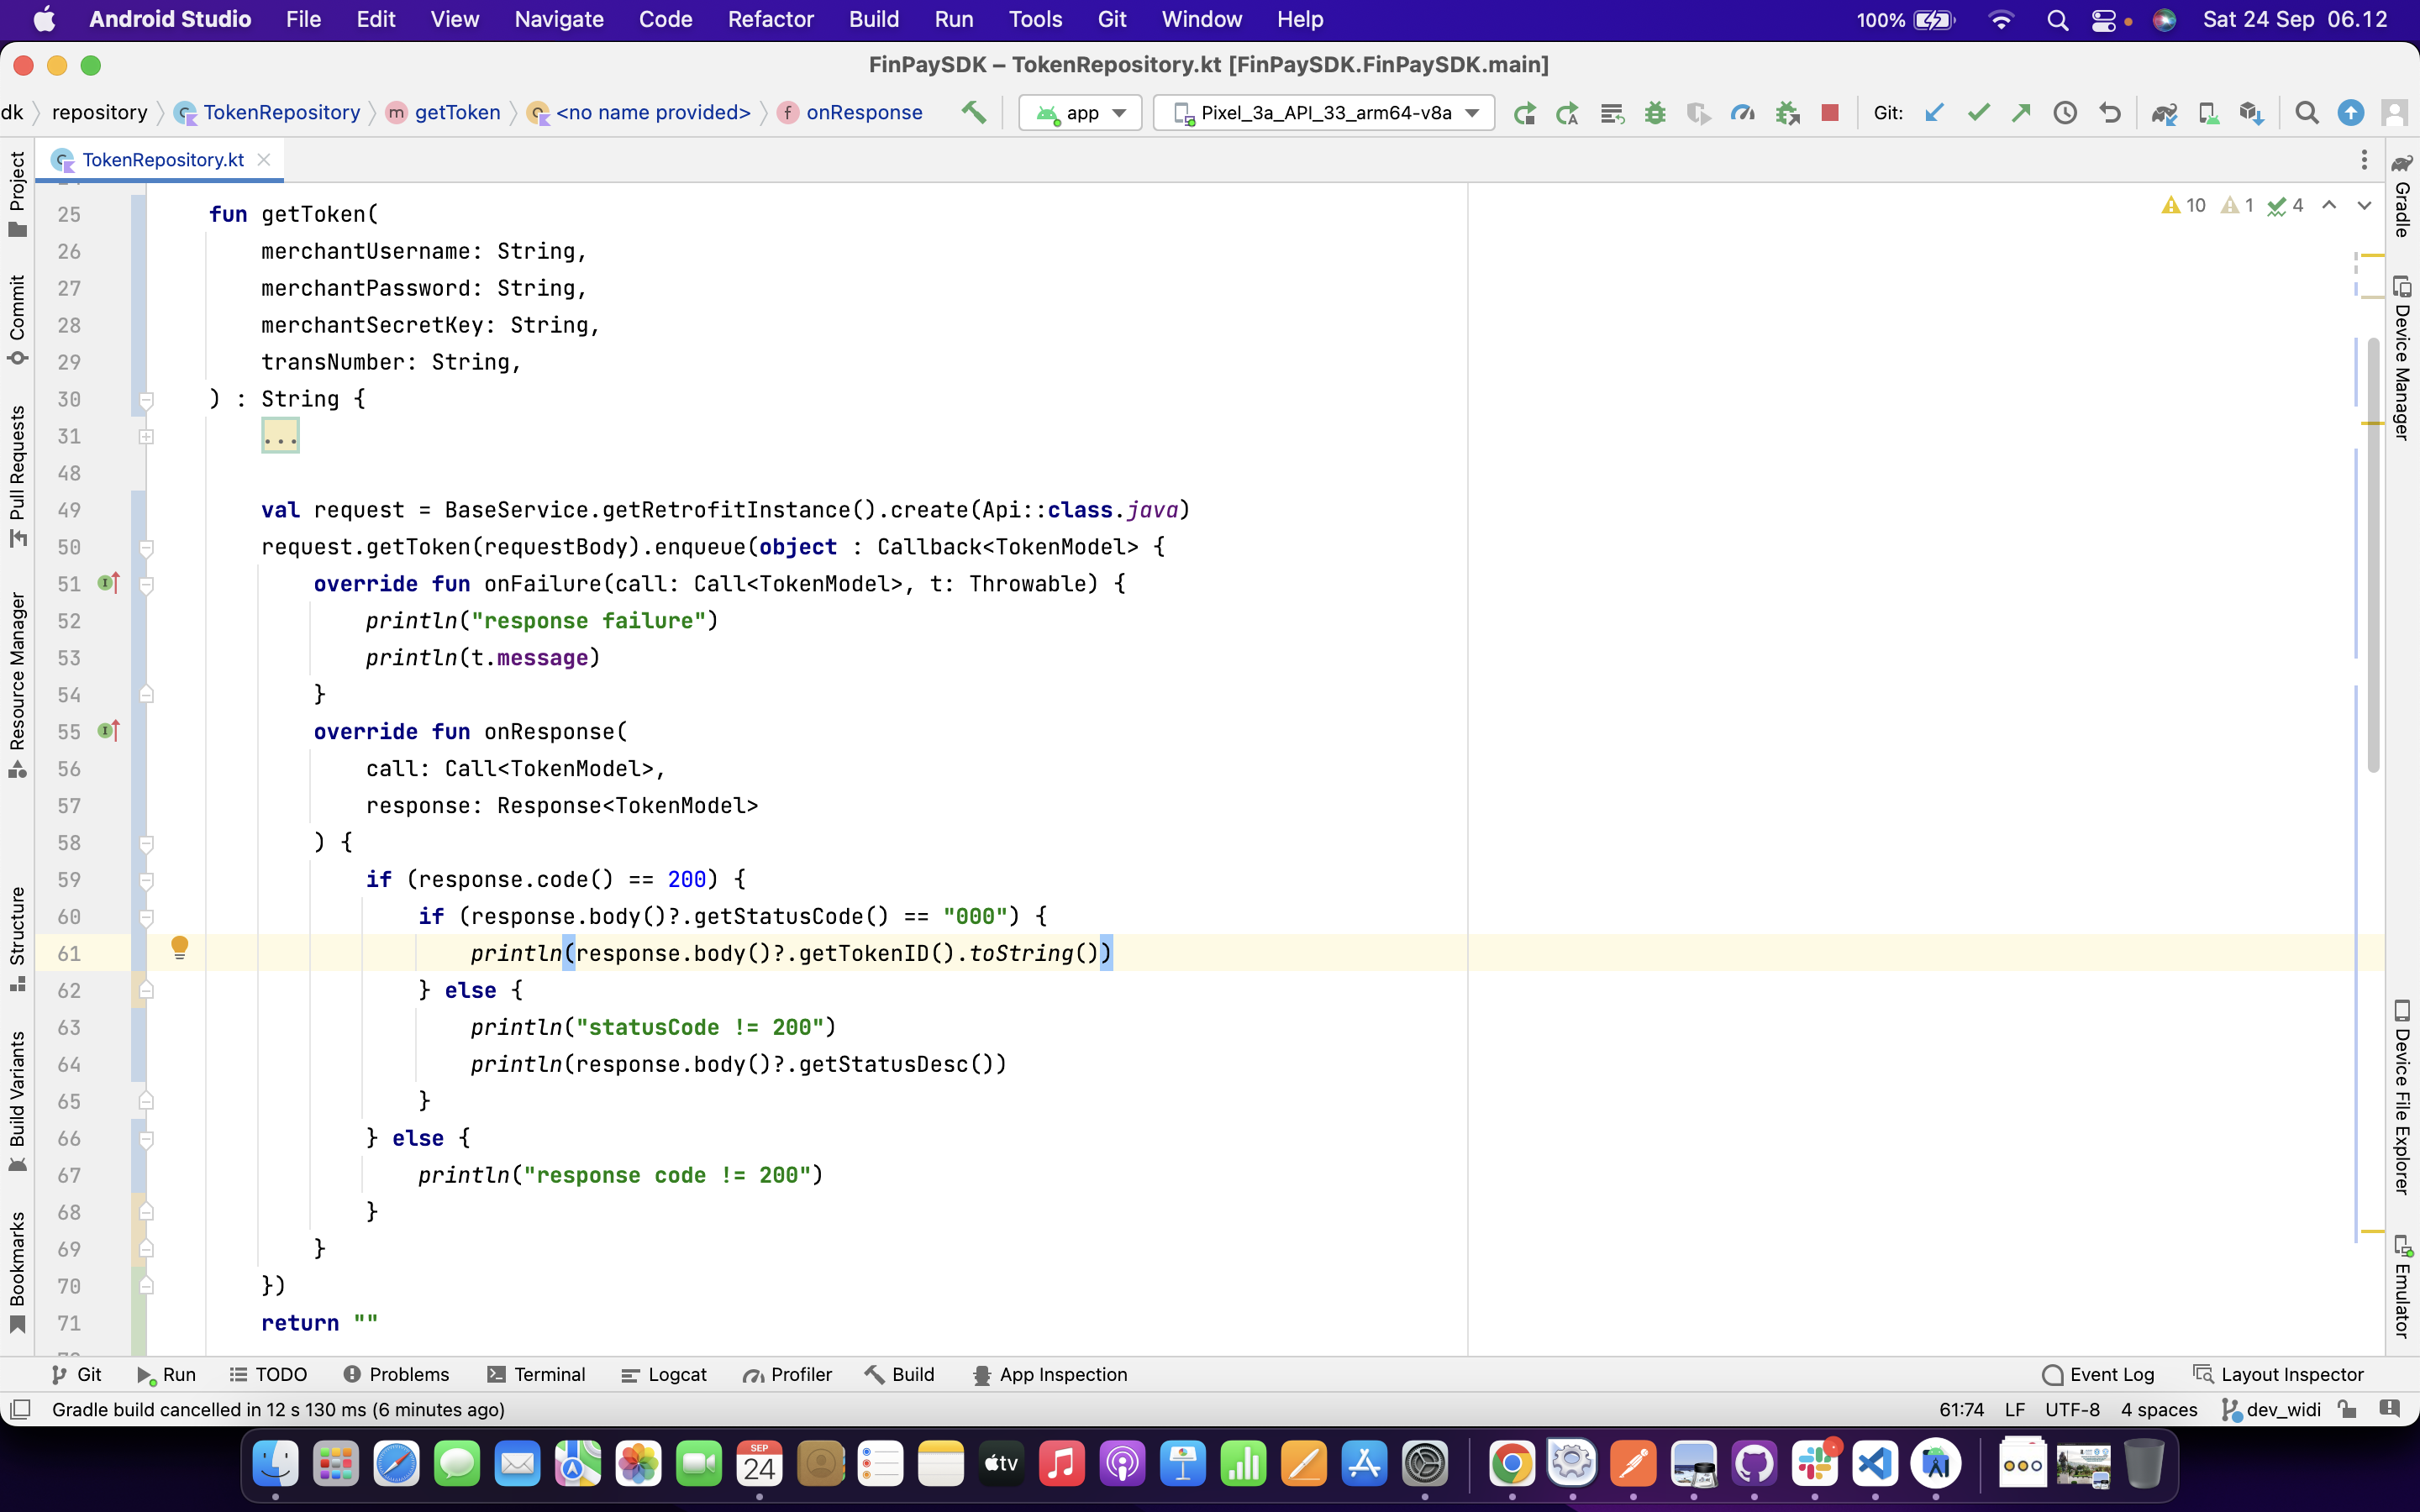 Android Studio File Edit View Navigate Code Refactor Build Run Tools Git Window Help 100% Sat 24 Sep 06.12
FinPaySDK – TokenRepository.kt [FinPaySDK.FinPaySDK.main]
dk repository TokenRepository m getToken <no name provided> f onResponse app Pixel_3a_API_33_arm64-v8a Git:
TokenRepository.kt
10 1 4
25 fun getToken(
26 merchantUsername: String,
27 merchantPassword: String,
28 merchantSecretKey: String,
29 transNumber: String,
30 ) : String {
31 ...
48
49 val request = BaseService.getRetrofitInstance().create(Api::class.java)
50 request.getToken(requestBody).enqueue(object : Callback<TokenModel> {
51 override fun onFailure(call: Call<TokenModel>, t: Throwable) {
52 println("response failure")
53 println(t.message)
54 }
55 override fun onResponse(
56 call: Call<TokenModel>,
57 response: Response<TokenModel>
58 ) {
59 if (response.code() == 200) {
60 if (response.body()?.getStatusCode() == "000") {
61 println(response.body()?.getTokenID().toString())
62 } else {
63 println("statusCode != 200")
64 println(response.body()?.getStatusDesc())
65 }
66 } else {
67 println("response code != 200")
68 }
69 }
70 })
71 return ""
Project
Commit
Pull Requests
Resource Manager
Structure
Build Variants
Bookmarks
Gradle
Device Manager
Device File Explorer
Emulator
Git Run TODO Problems Terminal Logcat Profiler Build App Inspection Event Log Layout Inspector
Gradle build cancelled in 12 s 130 ms (6 minutes ago) 61:74 LF UTF-8 4 spaces dev_widi
SEP
24
tv